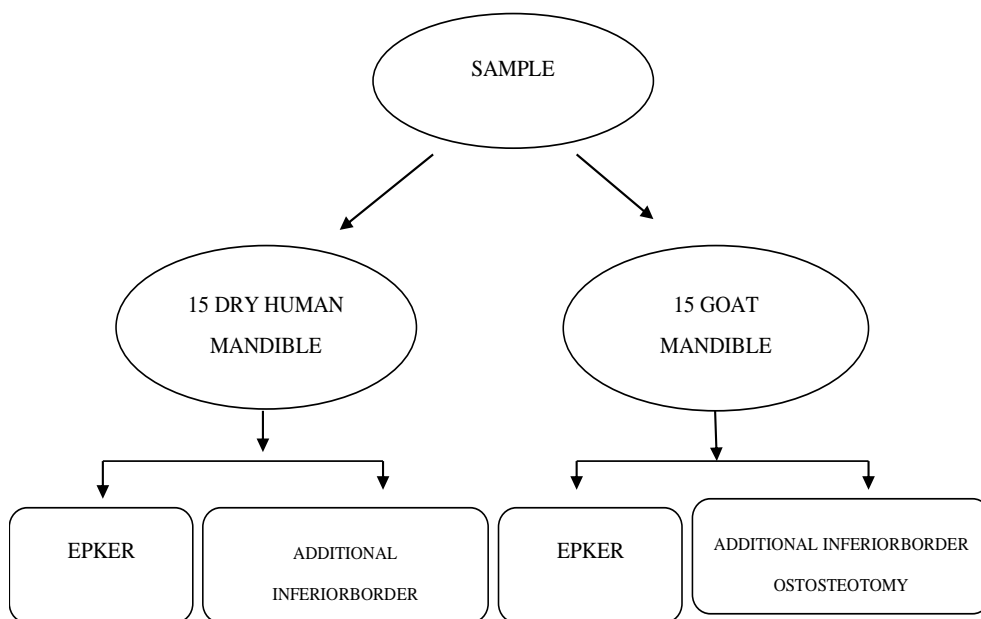 SAMPLE
15 DRY HUMAN
MANDIBLE
15 GOAT
MANDIBLE
EPKER
ADDITIONAL
INFERIORBORDER
EPKER
ADDITIONAL INFERIORBORDER
OSTOSTEOTOMY